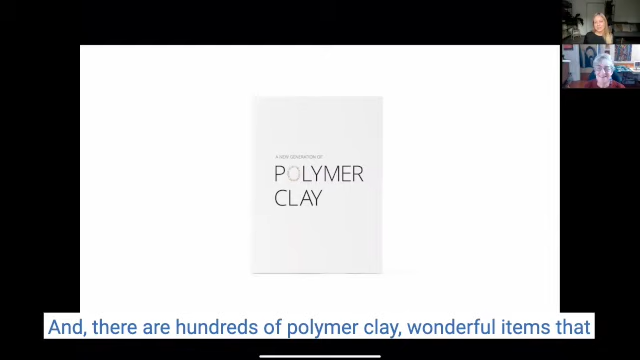 A NEW GENERATION OF
POLYMER
CLAY
And, there are hundreds of polymer clay, wonderful items that